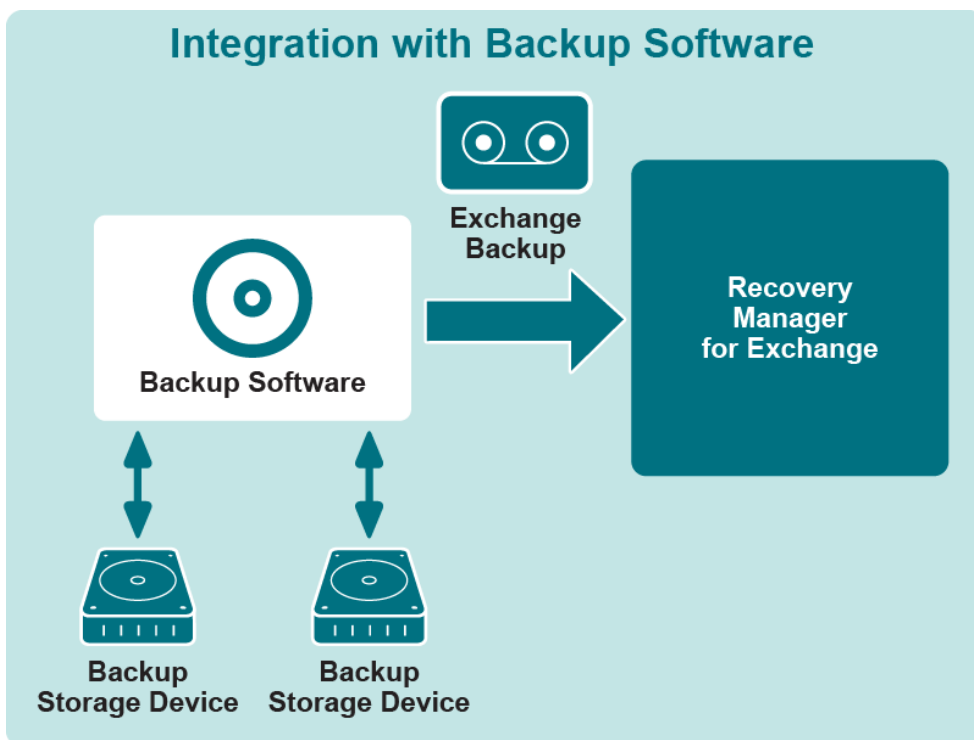 Integration with Backup Software
Exchange
Backup
Backup Software
Recovery
Manager
for Exchange
Backup
Storage Device
Backup
Storage Device